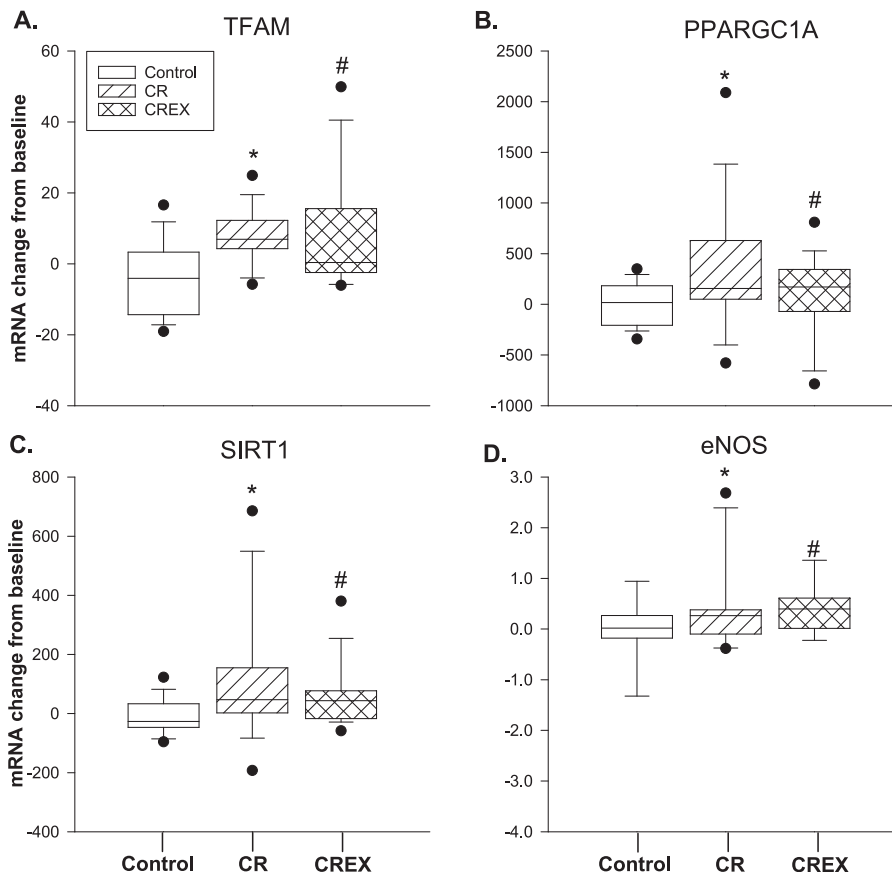 A.
TFAM
60
40
20
0
-20
-40
mRNA change from baseline
Control
CR
CREX
*
#
B.
PPARGC1A
2500
2000
1500
1000
500
0
-500
-1000
*
#
C.
SIRT1
800
600
400
200
0
-200
-400
mRNA change from baseline
*
#
Control CR CREX
D.
eNOS
3.0
2.0
1.0
0.0
-1.0
-2.0
-3.0
-4.0
*
#
Control CR CREX